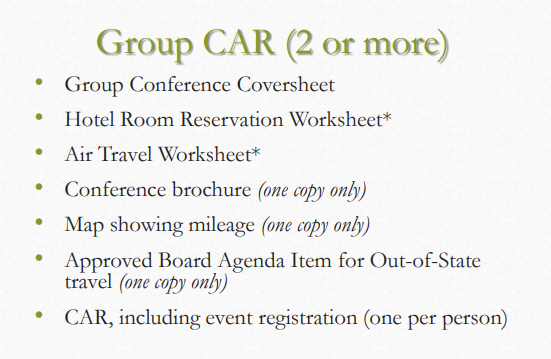 Group CAR (2 or more)
• Group Conference Coversheet
• Hotel Room Reservation Worksheet*
• Air Travel Worksheet*
• Conference brochure (one copy only)
• Map showing mileage (one copy only)
• Approved Board Agenda Item for Out-of-State
travel (one copy only)
• CAR, including event registration (one per person)